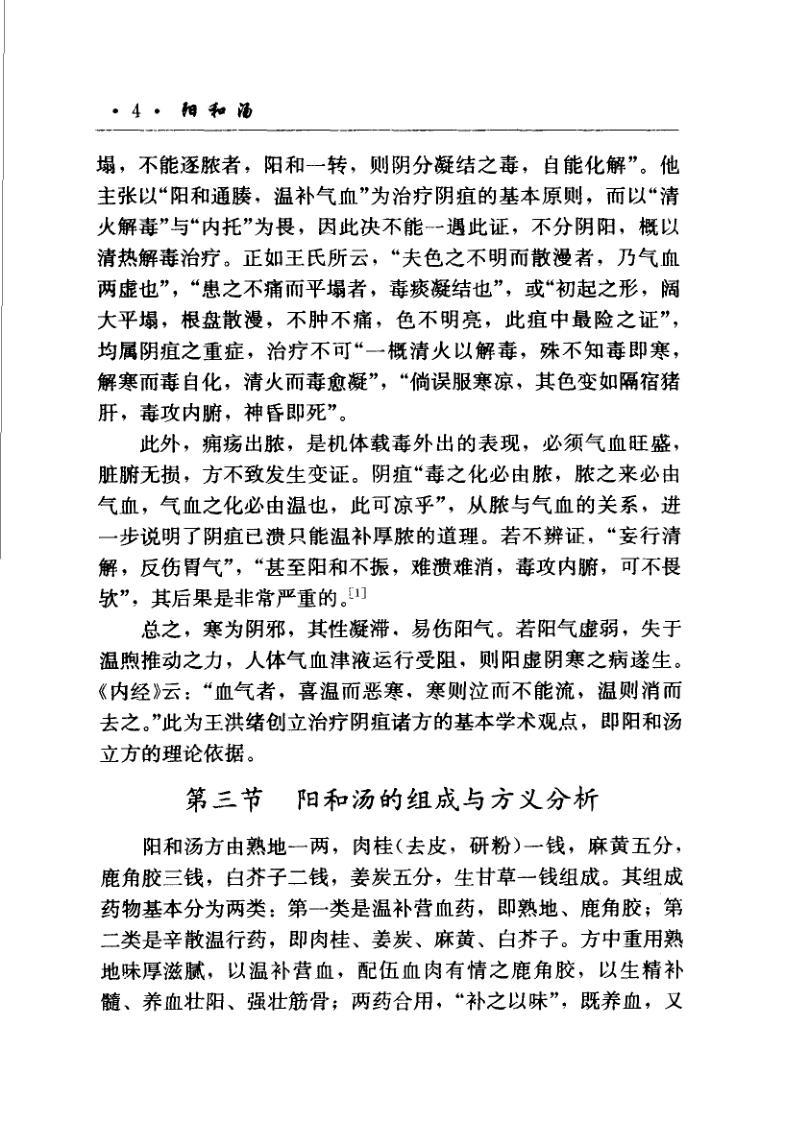 ·4· 阳和汤
塌，不能逐脓者，阳和一转，则阴分凝结之毒，自能化解”。他
主张以“阳和通腠，温补气血”为治疗阴疽的基本原则，而以“清
火解毒”与“内托”为畏，因此决不能一遇此证，不分阴阳，概以
清热解毒治疗。正如王氏所云，“夫色之不明而散漫者，乃气血
两虚也”，“患之不痛而平塌者，毒痰凝结也”，或“初起之形，阔
大平塌，根盘散漫，不肿不痛，色不明亮，此疽中最险之证”，
均属阴疽之重症，治疗不可“一概清火以解毒，殊不知毒即寒，
解寒而毒自化，清火而毒愈凝”，“倘误服寒凉，其色变如隔宿猪
肝，毒攻内腑，神昏即死”。
此外，痈疡出脓，是机体载毒外出的表现，必须气血旺盛，
脏腑无损，方不致发生变证。阴疽“毒之化必由脓，脓之来必由
气血，气血之化必由温也，此可凉乎”，从脓与气血的关系，进
一步说明了阴疽已溃只能温补厚脓的道理。若不辨证，“妄行清
解，反伤胃气”，“甚至阳和不振，难溃难消，毒攻内腑，可不畏
欤”，其后果是非常严重的。[1]
总之，寒为阴邪，其性凝滞，易伤阳气。若阳气虚弱，失于
温煦推动之力，人体气血津液运行受阻，则阳虚阴寒之病遂生。
《内经》云：“血气者，喜温而恶寒，寒则泣而不能流，温则消而
去之。”此为王洪绪创立治疗阴疽诸方的基本学术观点，即阳和汤
立方的理论依据。
第三节　阳和汤的组成与方义分析
阳和汤方由熟地一两，肉桂（去皮，研粉）一钱，麻黄五分，
鹿角胶三钱，白芥子二钱，姜炭五分，生甘草一钱组成。其组成
药物基本分为两类：第一类是温补营血药，即熟地、鹿角胶；第
二类是辛散温行药，即肉桂、姜炭、麻黄、白芥子。方中重用熟
地味厚滋腻，以温补营血，配伍血肉有情之鹿角胶，以生精补
髓、养血壮阳、强壮筋骨；两药合用，“补之以味”，既养血，又